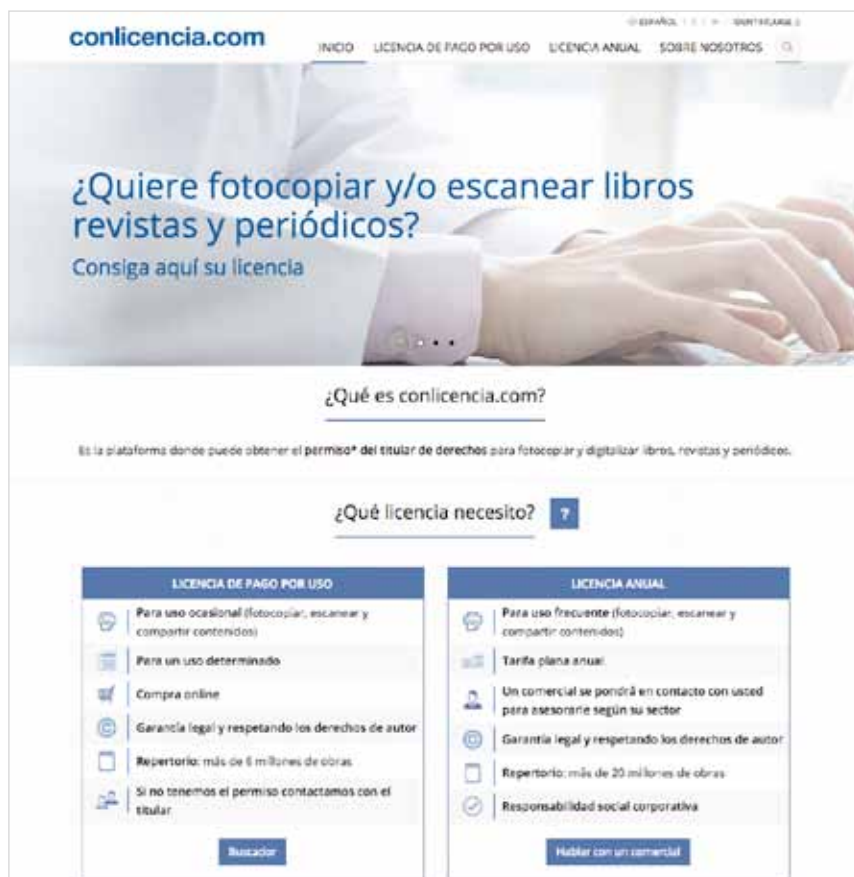 ESPAÑOL
conlicencia.com
INICIO LICENCIA DE PAGO POR USO LICENCIA ANUAL SOBRE NOSOTROS
¿Quiere fotocopiar y/o escanear libros
revistas y periódicos?
Consiga aquí su licencia
¿Qué es conlicencia.com?
Es la plataforma donde puede obtener el permiso* del titular de derechos para fotocopiar y digitalizar libros, revistas y periódicos.
¿Qué licencia necesito? ?
LICENCIA DE PAGO POR USO
Para uso ocasional (fotocopiar, escanear y
compartir contenidos)
Para un uso determinado
Compra online
Garantía legal y respetando los derechos de autor
Repertorio: más de 6 millones de obras
Si no tenemos el permiso contactamos con el
titular
Buscador
LICENCIA ANUAL
Para uso frecuente (fotocopiar, escanear y
compartir contenidos)
Tarifa plana anual
Un comercial se pondrá en contacto con usted
para asesorarle según su sector
Garantía legal y respetando los derechos de autor
Repertorio: más de 20 millones de obras
Responsabilidad social corporativa
Hablar con un comercial